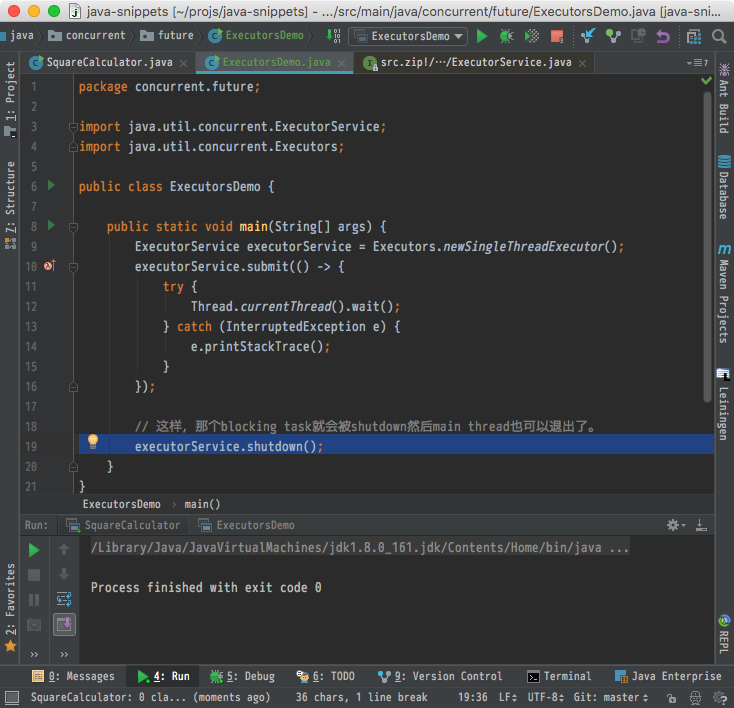 java-snippets [~/projs/java-snippets] - .../src/main/java/concurrent/future/ExecutorsDemo.java [java-sni...
java concurrent future ExecutorsDemo ExecutorsDemo
SquareCalculator.java ExecutorsDemo.java src.zip!/⋯/ExecutorService.java 7
1 package concurrent.future;
2
3 import java.util.concurrent.ExecutorService;
4 import java.util.concurrent.Executors;
5
6 public class ExecutorsDemo {
7
8 public static void main(String[] args) {
9 ExecutorService executorService = Executors.newSingleThreadExecutor();
10 executorService.submit(() -> {
11 try {
12 Thread.currentThread().wait();
13 } catch (InterruptedException e) {
14 e.printStackTrace();
15 }
16 });
17
18 // 这样, 那个blocking task就会被shutdown然后main thread也可以退出了。
19 executorService.shutdown();
20 }
21 }
ExecutorsDemo › main()
Run: SquareCalculator ExecutorsDemo
/Library/Java/JavaVirtualMachines/jdk1.8.0_161.jdk/Contents/Home/bin/java ...
Process finished with exit code 0
1: Project
7: Structure
2: Favorites
Ant Build
Database
Maven Projects
Leiningen
REPL
0: Messages 4: Run 5: Debug 6: TODO 9: Version Control Terminal Java Enterprise
SquareCalculator: 0 cla... (moments ago) 36 chars, 1 line break 19:36 LF UTF-8 Git: master